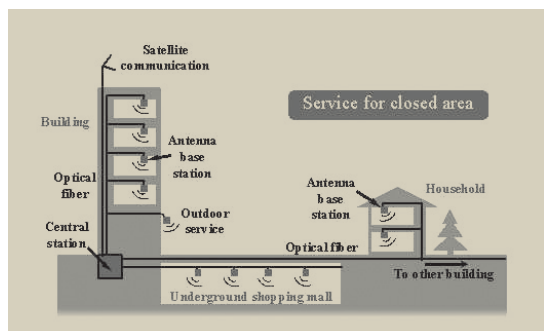 Satellite
communication
Service for closed area
Building
Antenna
base
station
Optical
fiber
Antenna
base
station
Household
Outdoor
service
Central
station
Optical fiber
To other building
Underground shopping mall